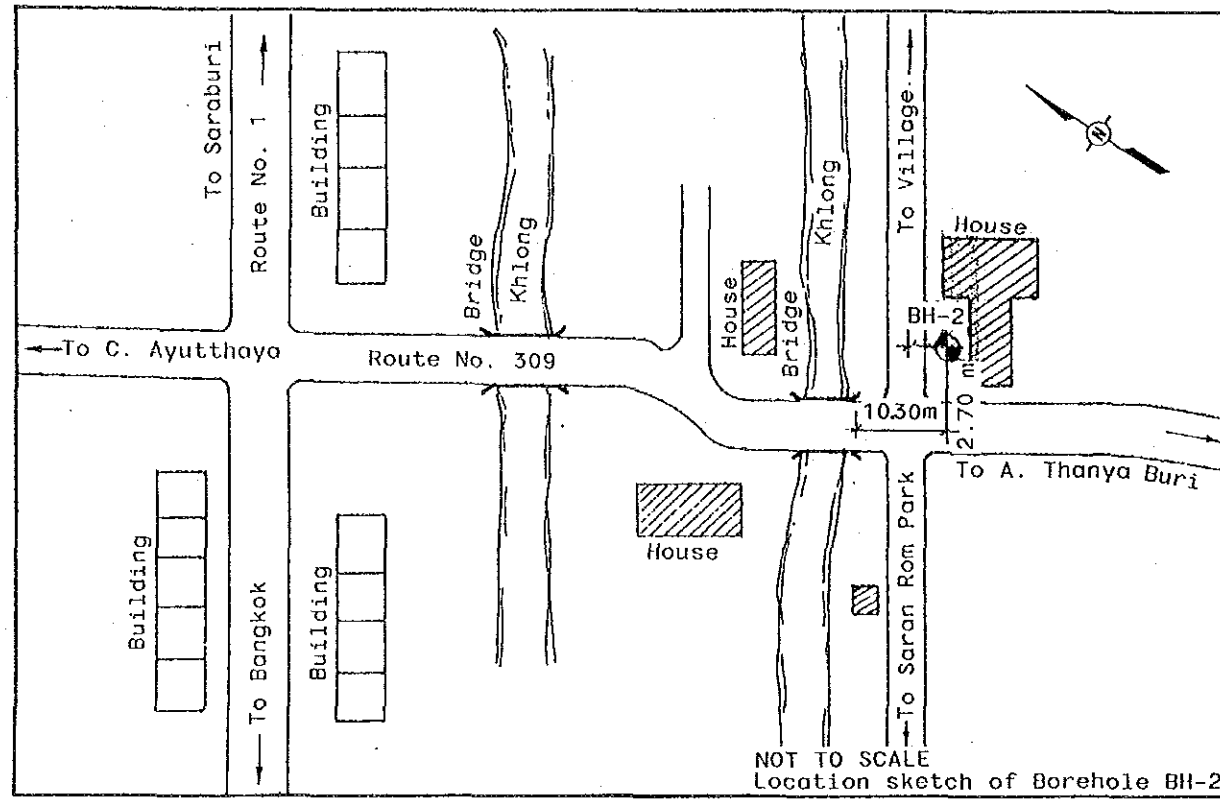 To Saraburi
Route No. 1
Building
Bridge
Khlong
House
Bridge
Khlong
To Village
House
N
BH-2
To C. Ayutthaya
Route No. 309
10.30m
2.70 m
To A. Thanya Buri
Building
To Bangkok
Building
House
To Saran Rom Park
NOT TO SCALE
Location sketch of Borehole BH-2